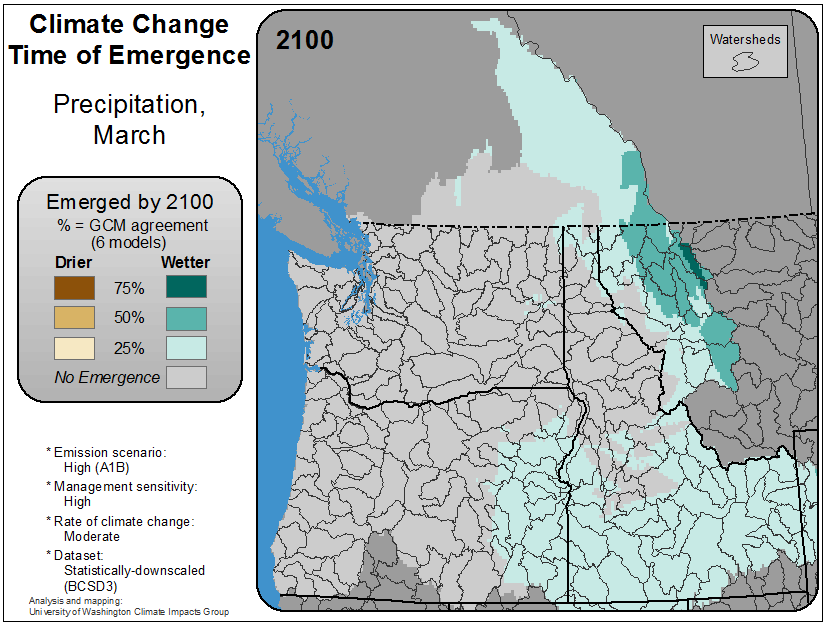 Climate Change
Time of Emergence
Precipitation,
March
Emerged by 2100
% = GCM agreement
(6 models)
Drier Wetter
75%
50%
25%
No Emergence
* Emission scenario:
High (A1B)
* Management sensitivity:
High
* Rate of climate change:
Moderate
* Dataset:
Statistically-downscaled
(BCSD3)
Analysis and mapping:
University of Washington Climate Impacts Group
2100
Watersheds